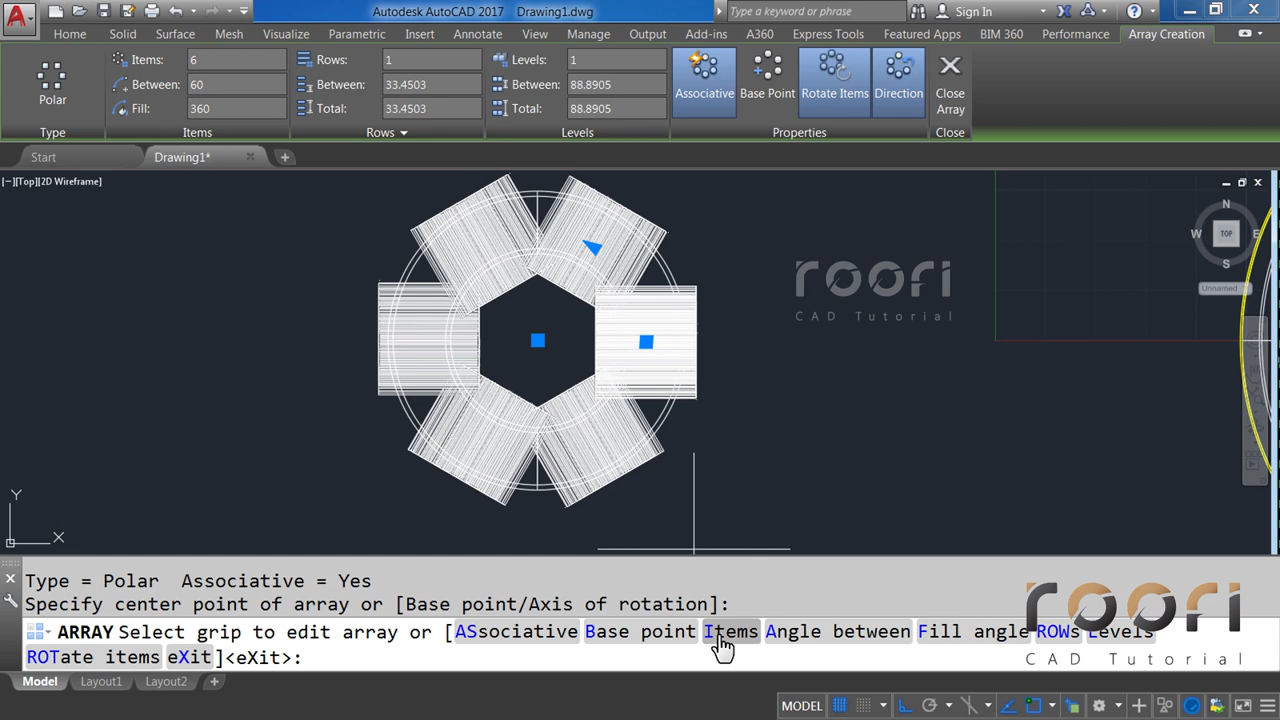 Autodesk AutoCAD 2017 Drawing1.dwg
Type a keyword or phrase
Sign In
Home Solid Surface Mesh Visualize Parametric Insert Annotate View Manage Output Add-ins A360 Express Tools Featured Apps BIM 360 Performance Array Creation
Items: 6 Rows: 1 Levels: 1
Between: 60 Between: 33.4503 Between: 88.8905
Fill: 360 Total: 33.4503 Total: 88.8905
Polar
Associative Base Point Rotate Items Direction Close Array
Type Items Rows Levels Properties Close
Start Drawing1*
[−][Top][2D Wireframe]
N
W TOP E
S
Unnamed
roori
CAD Tutorial
Y
X
Type = Polar Associative = Yes
Specify center point of array or [Base point/Axis of rotation]:
ARRAY Select grip to edit array or [ASsociative Base point Items Angle between Fill angle ROWs Levels
ROTate items eXit]<eXit>:
roori
CAD Tutorial
Model Layout1 Layout2
MODEL